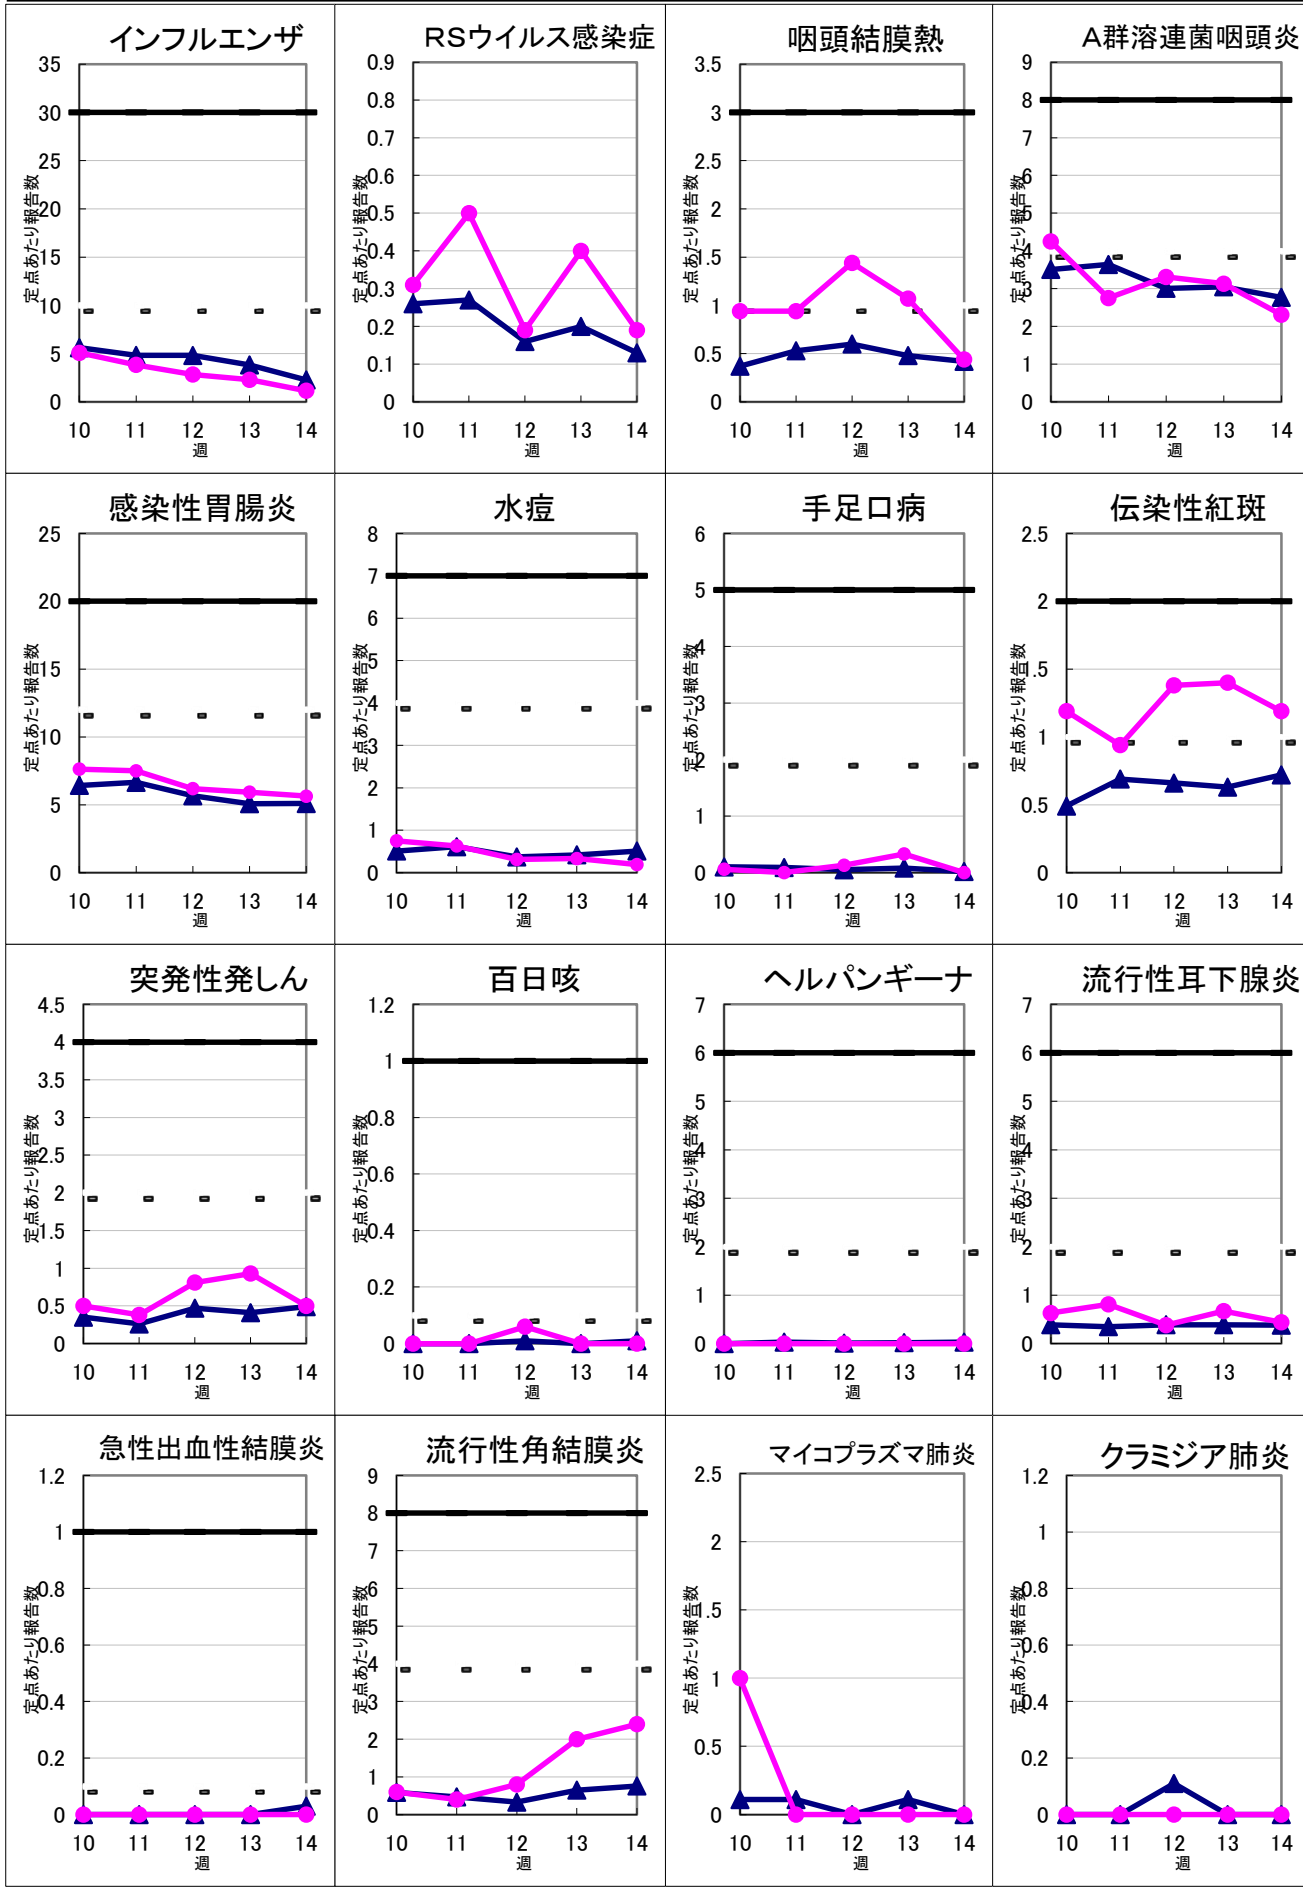 インフルエンザ
35
30
25
20
15
10
5
0
定点あたり報告数
10 11 12 13 14
週
RSウイルス感染症
0.9
0.8
0.7
0.6
0.5
0.4
0.3
0.2
0.1
0
定点あたり報告数
10 11 12 13 14
週
咽頭結膜熱
3.5
3
2.5
2
1.5
1
0.5
0
定点あたり報告数
10 11 12 13 14
週
A群溶連菌咽頭炎
9
8
7
6
5
4
3
2
1
0
定点あたり報告数
10 11 12 13 14
週
感染性胃腸炎
25
20
15
10
5
0
定点あたり報告数
10 11 12 13 14
週
水痘
8
7
6
5
4
3
2
1
0
定点あたり報告数
10 11 12 13 14
週
手足口病
6
5
4
3
2
1
0
定点あたり報告数
10 11 12 13 14
週
伝染性紅斑
2.5
2
1.5
1
0.5
0
定点あたり報告数
10 11 12 13 14
週
突発性発しん
4.5
4
3.5
3
2.5
2
1.5
1
0.5
0
定点あたり報告数
10 11 12 13 14
週
百日咳
1.2
1
0.8
0.6
0.4
0.2
0
定点あたり報告数
10 11 12 13 14
週
ヘルパンギーナ
7
6
5
4
3
2
1
0
定点あたり報告数
10 11 12 13 14
週
流行性耳下腺炎
7
6
5
4
3
2
1
0
定点あたり報告数
10 11 12 13 14
週
急性出血性結膜炎
1.2
1
0.8
0.6
0.4
0.2
0
定点あたり報告数
10 11 12 13 14
週
流行性角結膜炎
9
8
7
6
5
4
3
2
1
0
定点あたり報告数
10 11 12 13 14
週
マイコプラズマ肺炎
2.5
2
1.5
1
0.5
0
定点あたり報告数
10 11 12 13 14
週
クラミジア肺炎
1.2
1
0.8
0.6
0.4
0.2
0
定点あたり報告数
10 11 12 13 14
週